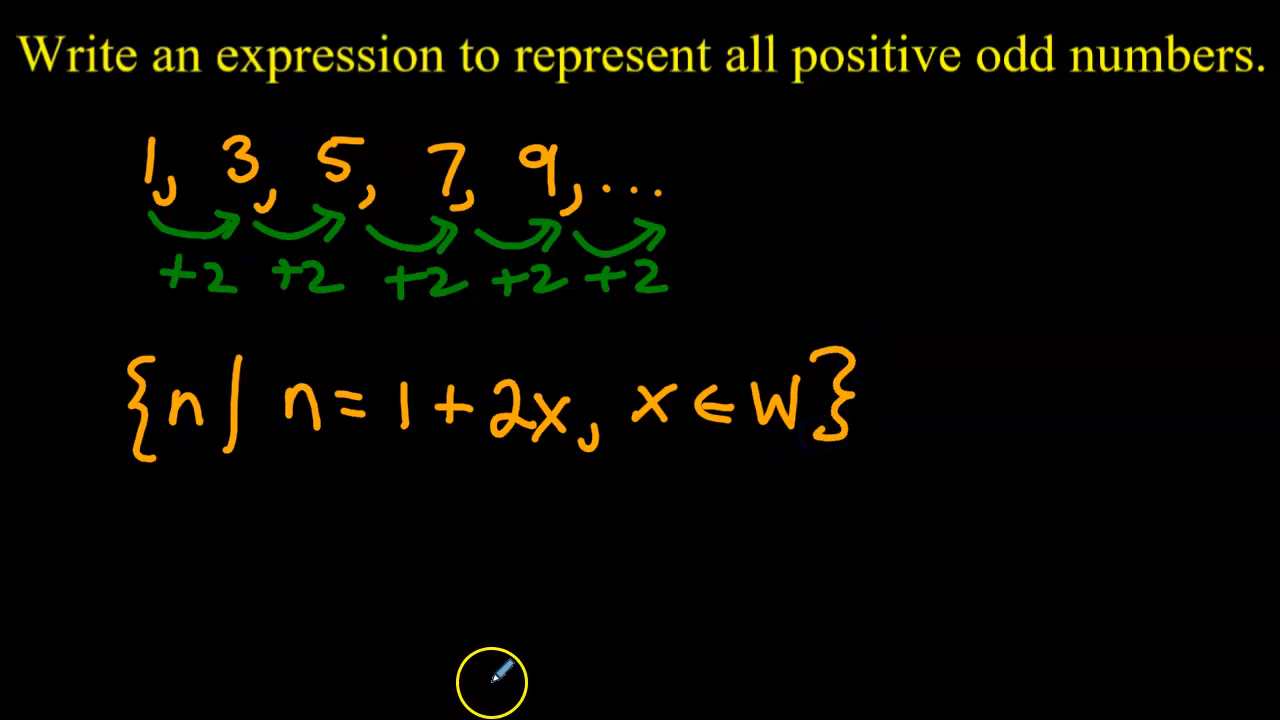 Write an expression to represent all positive odd numbers.
1, 3, 5, 7, 9, ...
+2 +2 +2 +2 +2
{n | n = 1 + 2x, x ∈ W}